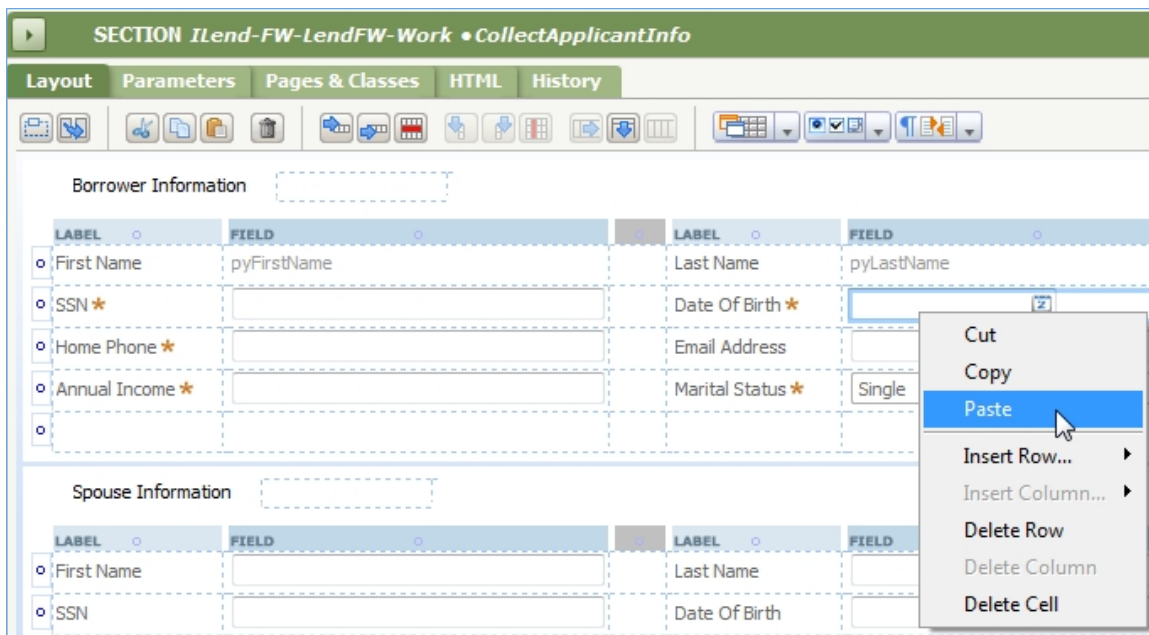 SECTION ILend-FW-LendFW-Work • CollectApplicantInfo
Layout Parameters Pages & Classes HTML History
Borrower Information
LABEL FIELD LABEL FIELD
First Name pyFirstName Last Name pyLastName
SSN * Date Of Birth *
Home Phone * Email Address
Annual Income * Marital Status * Single
Cut
Copy
Paste
Insert Row...
Insert Column...
Delete Row
Delete Column
Delete Cell
Spouse Information
LABEL FIELD LABEL FIELD
First Name Last Name
SSN Date Of Birth